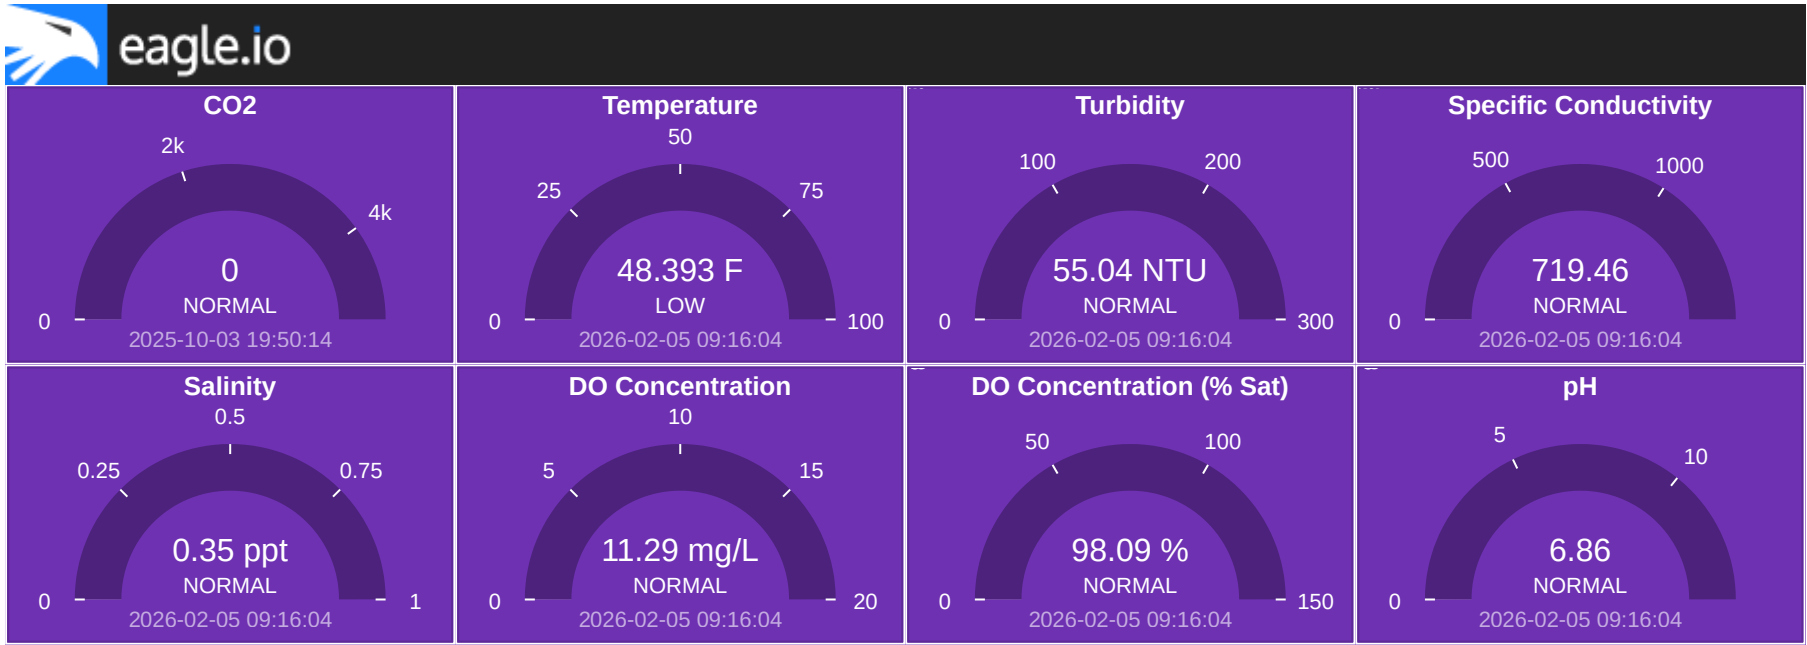 eagle.io
CO2
2k
4k
0
0
NORMAL
2025-10-03 19:50:14
Temperature
50
25
75
48.393 F
LOW
0
100
2026-02-05 09:16:04
Turbidity
100
200
55.04 NTU
NORMAL
0
300
2026-02-05 09:16:04
Specific Conductivity
500
1000
719.46
NORMAL
0
2026-02-05 09:16:04
Salinity
0.5
0.25
0.75
0.35 ppt
NORMAL
0
1
2026-02-05 09:16:04
DO Concentration
10
5
15
11.29 mg/L
NORMAL
0
20
2026-02-05 09:16:04
DO Concentration (% Sat)
50
100
98.09 %
NORMAL
0
150
2026-02-05 09:16:04
pH
5
10
6.86
NORMAL
0
2026-02-05 09:16:04